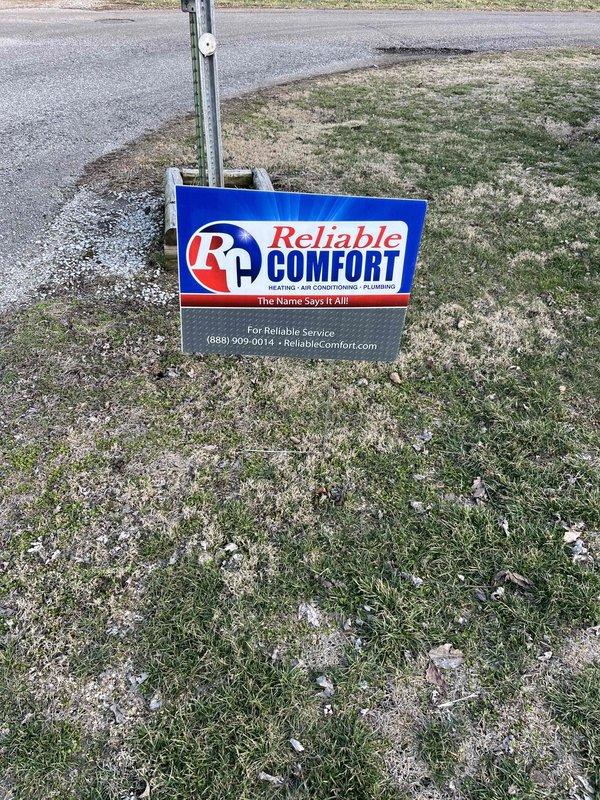 RC
Reliable
COMFORT
HEATING • AIR CONDITIONING • PLUMBING
The Name Says It All!
For Reliable Service
(888) 909-0014 • ReliableComfort.com